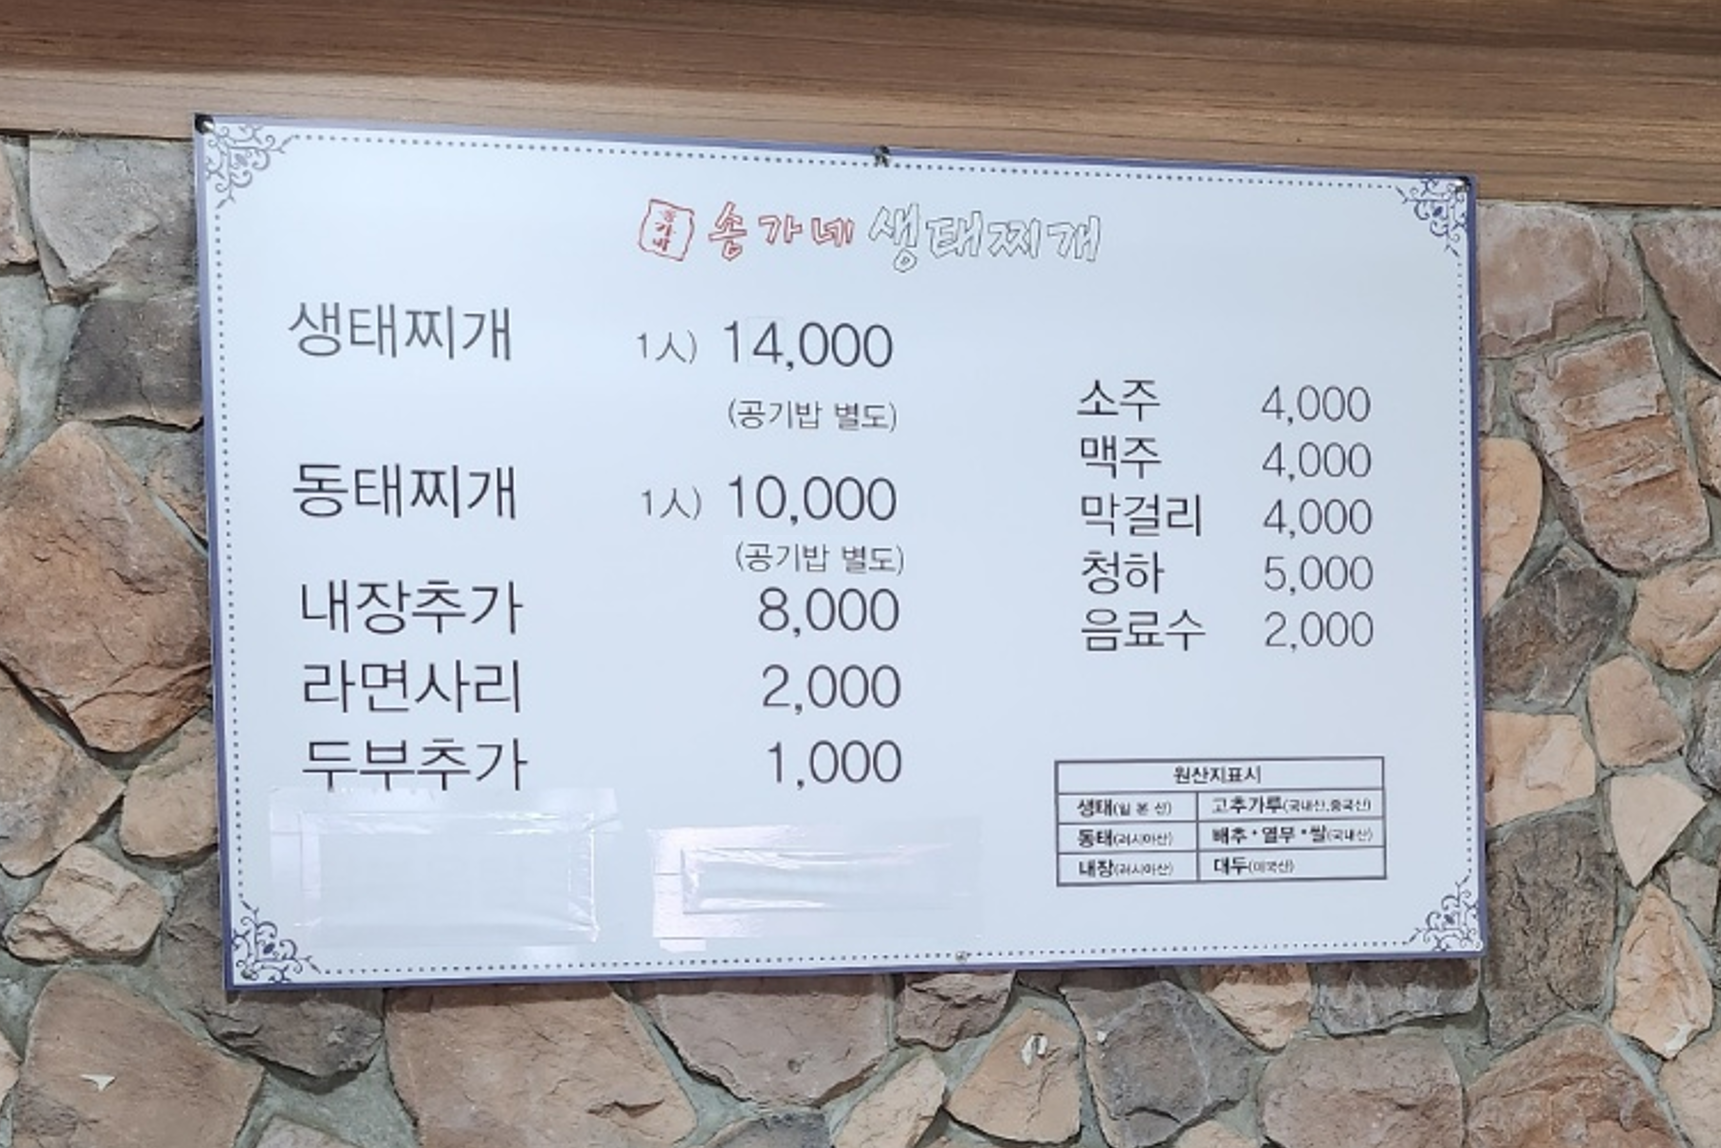 송가네 생태찌개
생태찌개 1人) 14,000
(공기밥 별도)
동태찌개 1人) 10,000
(공기밥 별도)
내장추가 8,000
라면사리 2,000
두부추가 1,000
소주 4,000
맥주 4,000
막걸리 4,000
청하 5,000
음료수 2,000
원산지표시
생태(일 본 산) 고추가루(국내산,중국산)
동태(러시아산) 배추·열무·쌀(국내산)
내장(러시아산) 대두(미국산)